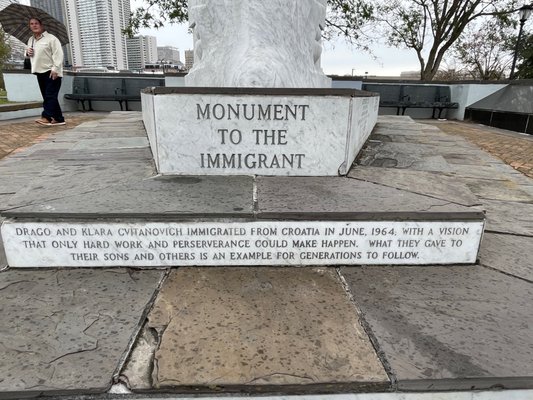 MONUMENT
TO THE
IMMIGRANT
DRAGO AND KLARA CVITANOVICH IMMIGRATED FROM CROATIA IN JUNE, 1964, WITH A VISION
THAT ONLY HARD WORK AND PERSERVERANCE COULD MAKE HAPPEN. WHAT THEY GAVE TO
THEIR SONS AND OTHERS IS AN EXAMPLE FOR GENERATIONS TO FOLLOW.